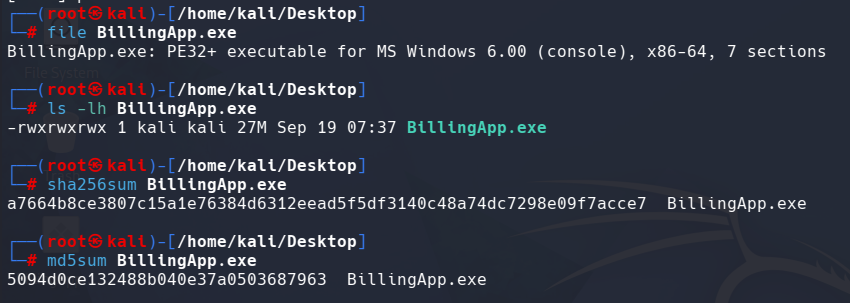 ┌──(root㉿kali)-[/home/kali/Desktop]
└─# file BillingApp.exe
BillingApp.exe: PE32+ executable for MS Windows 6.00 (console), x86-64, 7 sections
┌──(root㉿kali)-[/home/kali/Desktop]
└─# ls -lh BillingApp.exe
-rwxrwxrwx 1 kali kali 27M Sep 19 07:37 BillingApp.exe
┌──(root㉿kali)-[/home/kali/Desktop]
└─# sha256sum BillingApp.exe
a7664b8ce3807c15a1e76384d6312eead5f5df3140c48a74dc7298e09f7acce7  BillingApp.exe
┌──(root㉿kali)-[/home/kali/Desktop]
└─# md5sum BillingApp.exe
5094d0ce132488b040e37a0503687963  BillingApp.exe